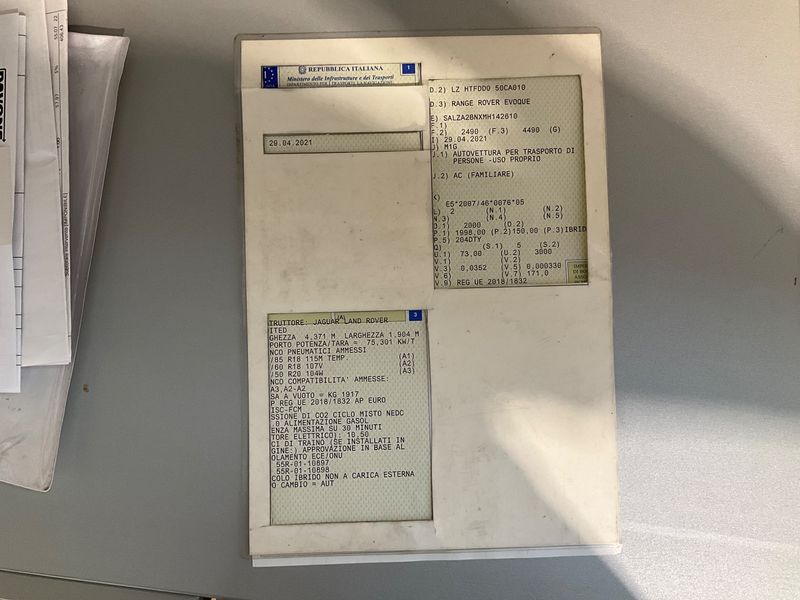 REPUBBLICA ITALIANA
1
Ministero delle Infrastrutture e dei Trasporti
29.04.2021
D.2) LZ HTFDD0 50CA010
D.3) RANGE ROVER EVOQUE
E) SALZA2BNXMH142610
F.1)
F.2) 2490 (F.3) 4490 (G)
I) 29.04.2021
J) M1G
J.1) AUTOVETTURA PER TRASPORTO DI
PERSONE -USO PROPRIO
J.2) AC (FAMILIARE)
K)
E5*2007/46*0076*05
L) 2 (N.1) (N.2)
N.3) (N.4) (N.5)
O.1) 2000 (O.2)
P.1) 1998,00 (P.2)150,00 (P.3)IBRID
P.5) 204DTY
Q) (S.1) 5 (S.2)
U.1) 73,00 (U.2) 3000
V.1) (V.2)
V.3) 0,0352 (V.5) 0,000330
V.6) (V.7) 171,0
V.9) REG UE 2018/1832
(A)
3
TRUTTORE: JAGUAR LAND ROVER
ITED
GHEZZA 4,371 M LARGHEZZA 1,904 M
PORTO POTENZA/TARA = 75,301 KW/T
NCO PNEUMATICI AMMESSI
/85 R18 115M TEMP. (A1)
/60 R18 107V (A2)
/50 R20 104W (A3)
NCO COMPATIBILITA' AMMESSE:
A3,A2-A2
SA A VUOTO = KG 1917
P REG UE 2018/1832 AP EURO
ISC-FCM
SSIONE DI CO2 CICLO MISTO NEDC
.0 ALIMENTAZIONE GASOL
ENZA MASSIMA SU 30 MINUTI
TORE ELETTRICO): 10,50
CI DI TRAINO (SE INSTALLATI IN
GINE:) APPROVAZIONE IN BASE AL
OLAMENTO ECE/ONU
55R-01-10897
55R-01-10898
COLO IBRIDO NON A CARICA ESTERNA
O CAMBIO = AUT